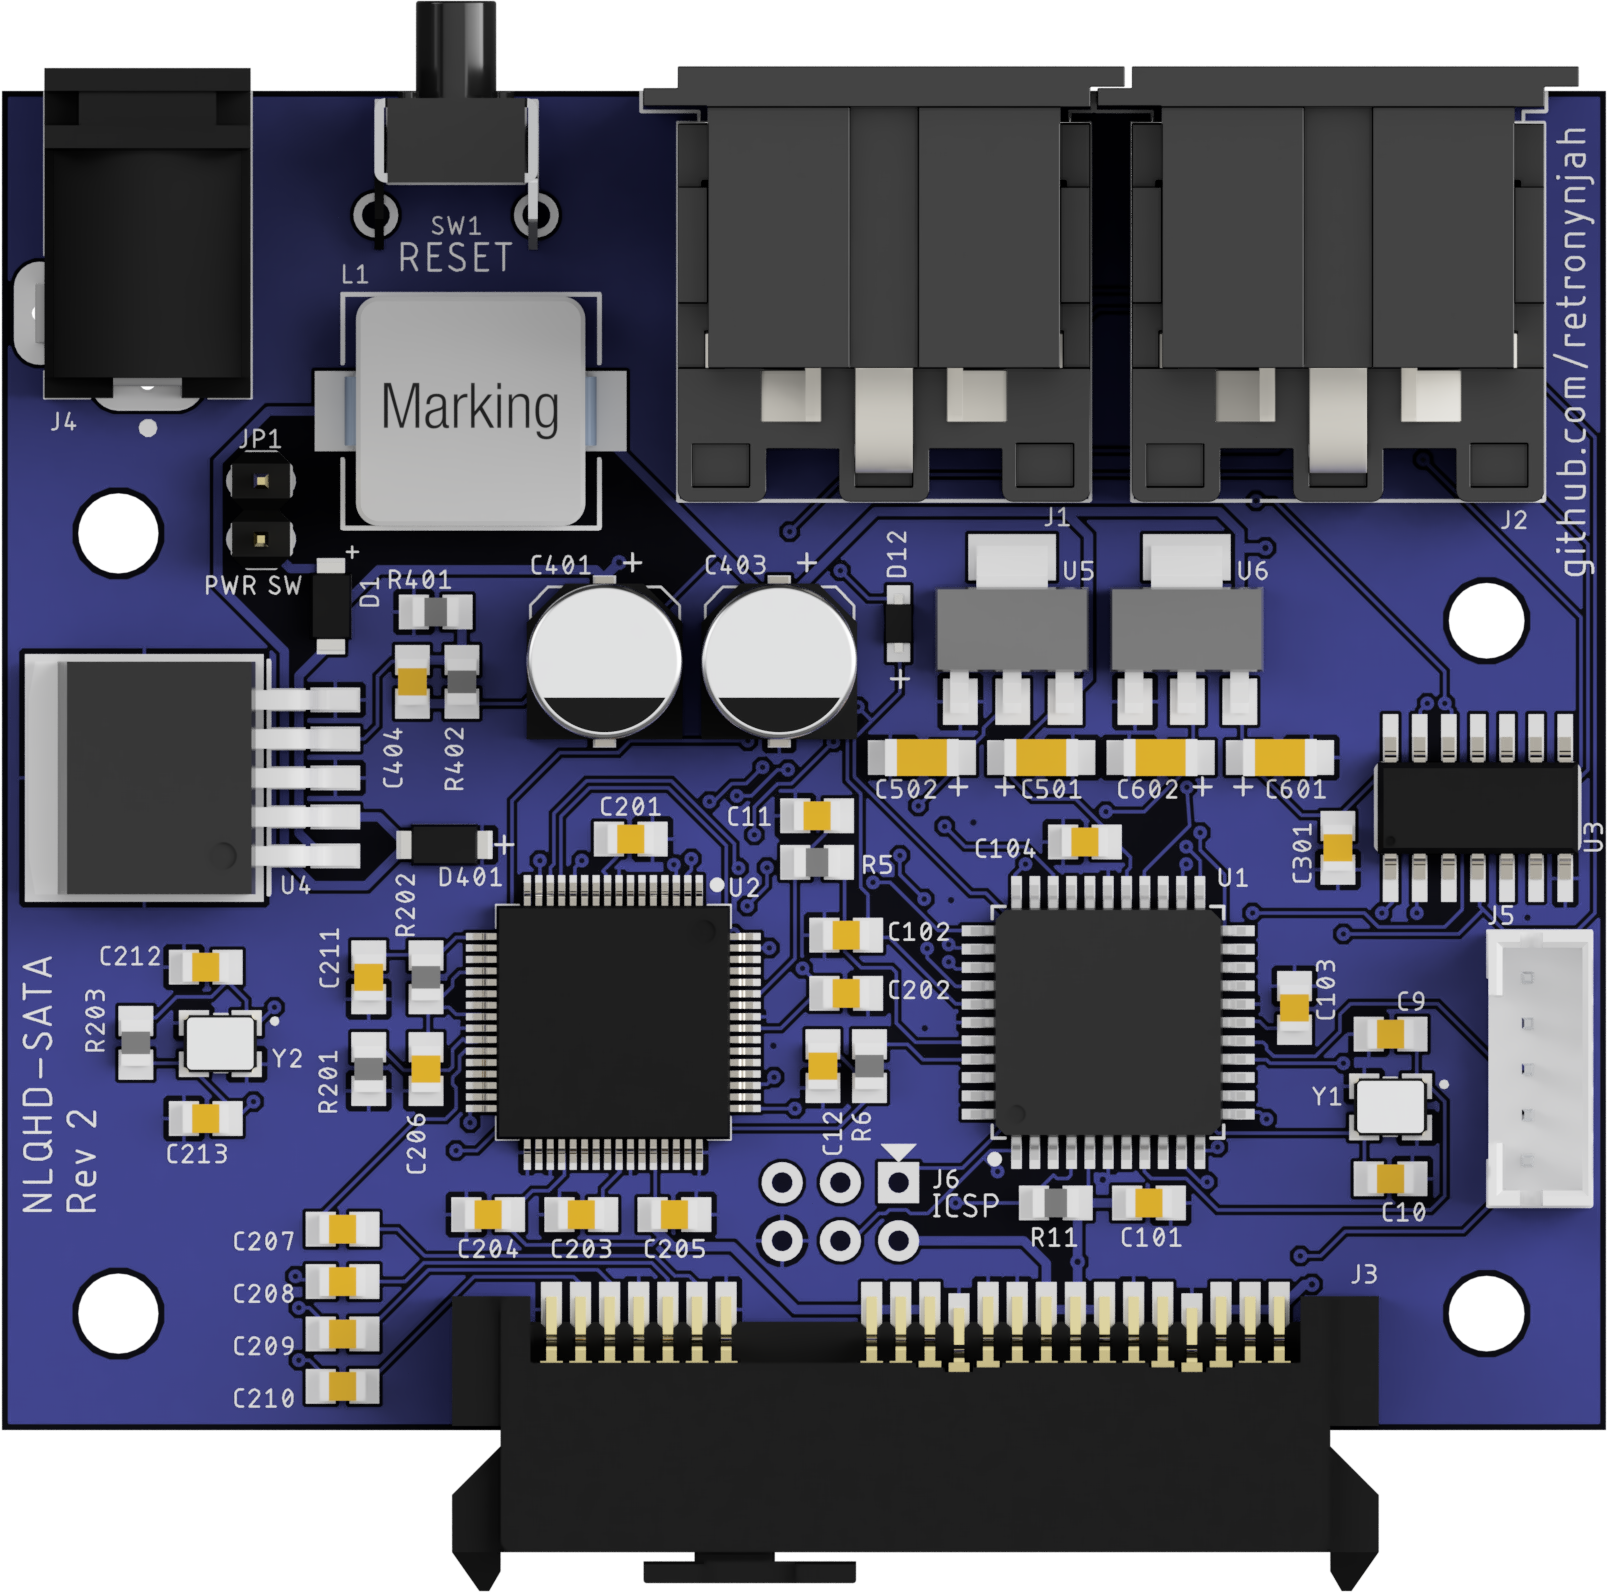 SW1
RESET
L1
Marking
J4
JP1
PWR SW
+
D1
R401
C401 +
C403 +
D12
+
J1
J2
github.com/retronynjah
U5
U6
C404
R402
C502 +
+ C501
C602 +
+ C601
C201
C11
R5
C104
C301
U3
U4
D401
+
R202
U2
U1
J5
C212
C211
C102
C202
C103
C9
R203
Y2
R201
C206
C12
R6
Y1
C213
NLQHD-SATA
Rev 2
J6
ICSP
R11
C101
C10
C204
C203
C205
C207
C208
C209
C210
J3